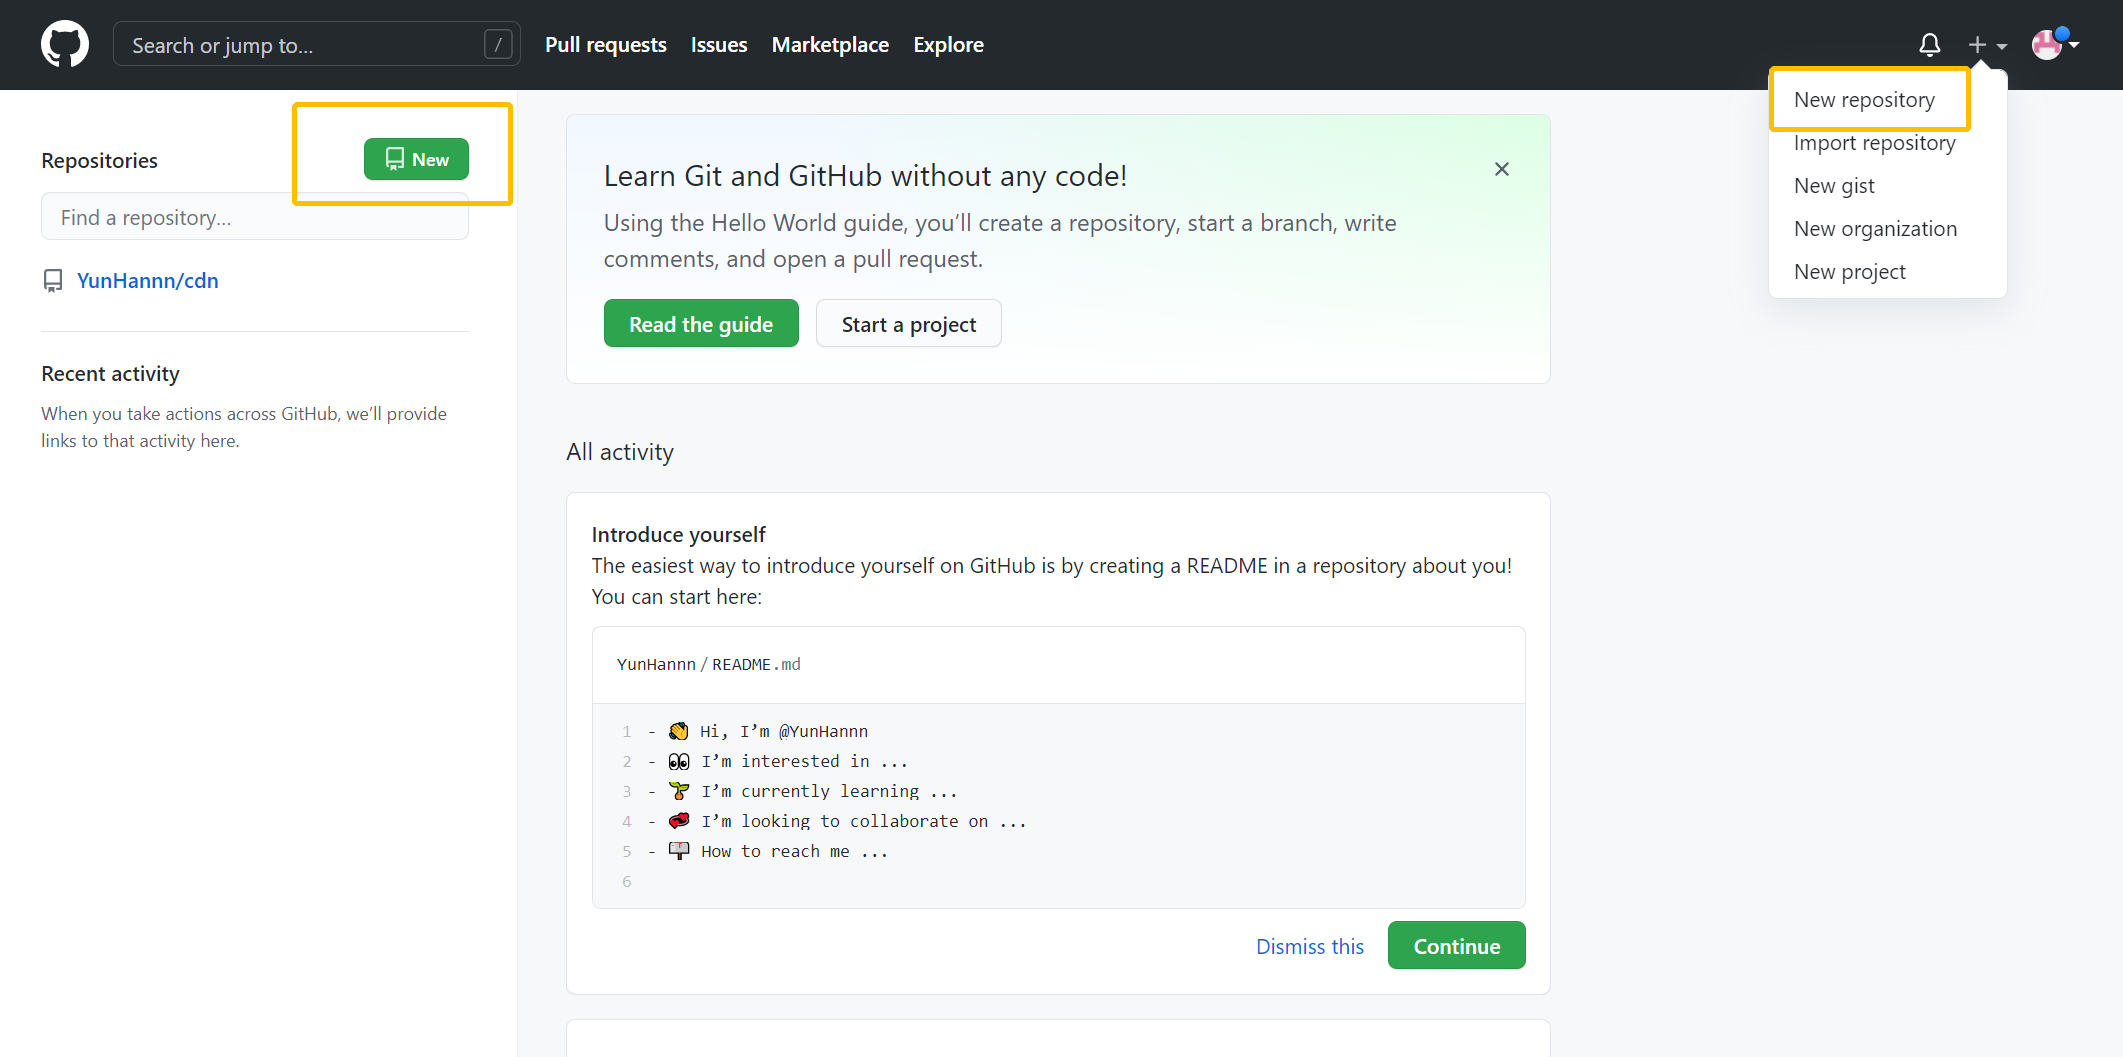 Search or jump to...
/
Pull requests
Issues
Marketplace
Explore
New repository
Import repository
New gist
New organization
New project
Repositories
New
Find a repository...
YunHannn/cdn
Recent activity
When you take actions across GitHub, we’ll provide
links to that activity here.
Learn Git and GitHub without any code!
Using the Hello World guide, you’ll create a repository, start a branch, write
comments, and open a pull request.
Read the guide
Start a project
All activity
Introduce yourself
The easiest way to introduce yourself on GitHub is by creating a README in a repository about you!
You can start here:
YunHannn / README.md
1 - 👋 Hi, I’m @YunHannn
2 - 👀 I’m interested in ...
3 - 🌱 I’m currently learning ...
4 - 💞️ I’m looking to collaborate on ...
5 - 📫 How to reach me ...
6
Dismiss this
Continue